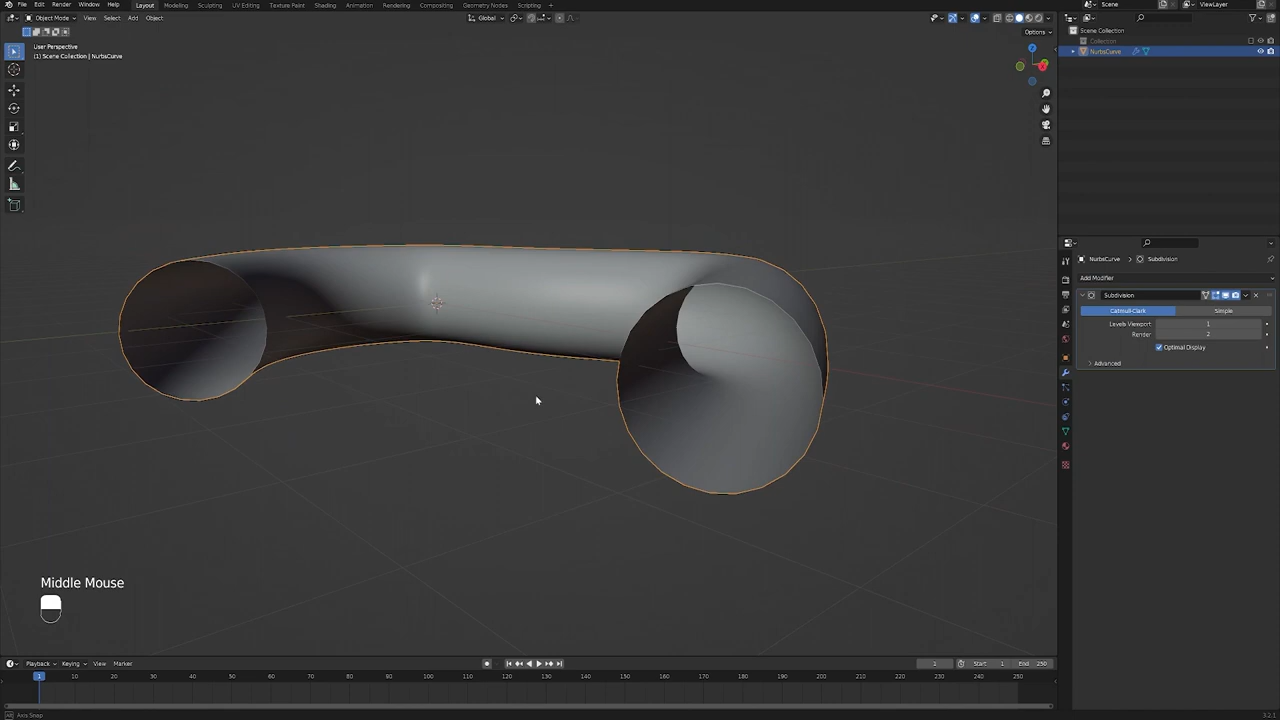 File Edit Render Window Help Layout Modeling Sculpting UV Editing Texture Paint Shading Animation Rendering Compositing Geometry Nodes Scripting + Scene ViewLayer
Object Mode View Select Add Object Global
Options
User Perspective
(1) Scene Collection | NurbsCurve
Scene Collection
Collection
NurbsCurve
NurbsCurve > Subdivision
Add Modifier
Subdivision
Catmull-Clark Simple
Levels Viewport 1
Render 2
Optimal Display
Advanced
Middle Mouse
Playback Keying View Marker 1 Start 1 End 250
1 10 20 30 40 50 60 70 80 90 100 110 120 130 140 150 160 170 180 190 200 210 220 230 240 250
Axis Snap 3.2.1